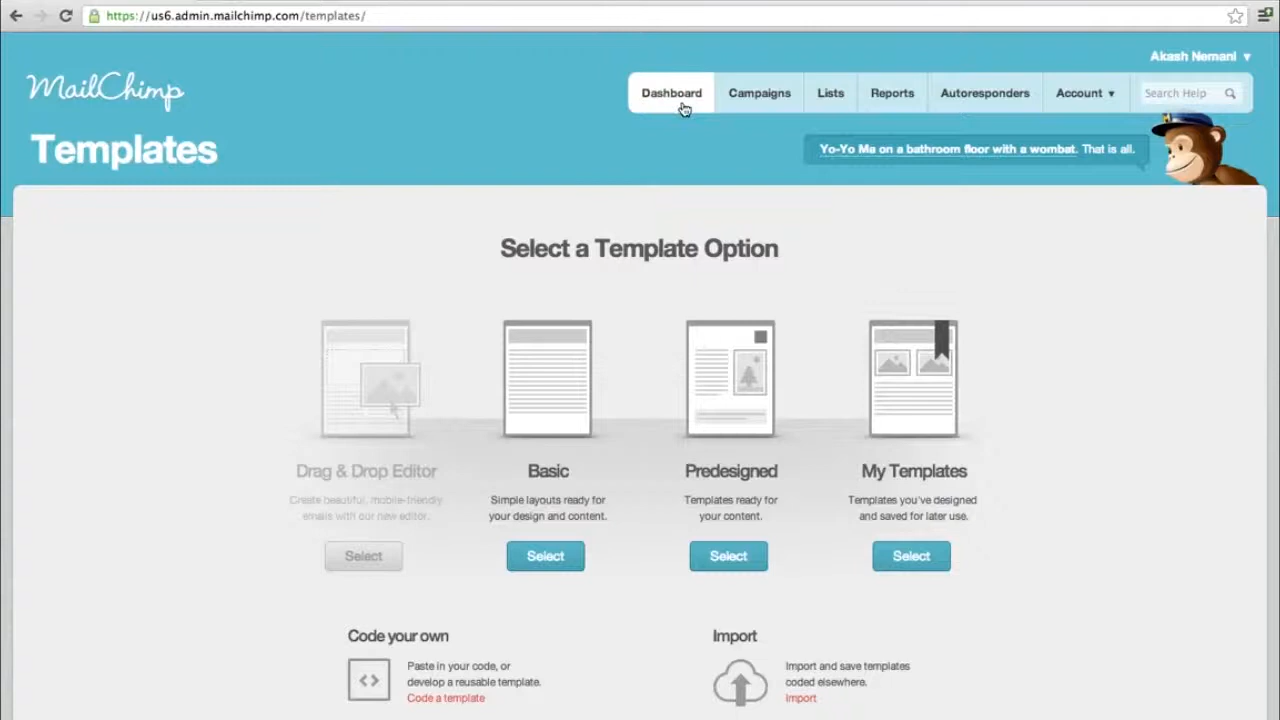 https://us6.admin.mailchimp.com/templates/
Akash Nemani ▼
MailChimp
Dashboard Campaigns Lists Reports Autoresponders Account ▼ Search Help
Templates
Yo-Yo Ma on a bathroom floor with a wombat. That is all.
Select a Template Option
Drag & Drop Editor
Create beautiful, mobile-friendly
emails with our new editor.
Select
Basic
Simple layouts ready for
your design and content.
Select
Predesigned
Templates ready for
your content.
Select
My Templates
Templates you've designed
and saved for later use.
Select
Code your own
Paste in your code, or
develop a reusable template.
Code a template
Import
Import and save templates
coded elsewhere.
Import